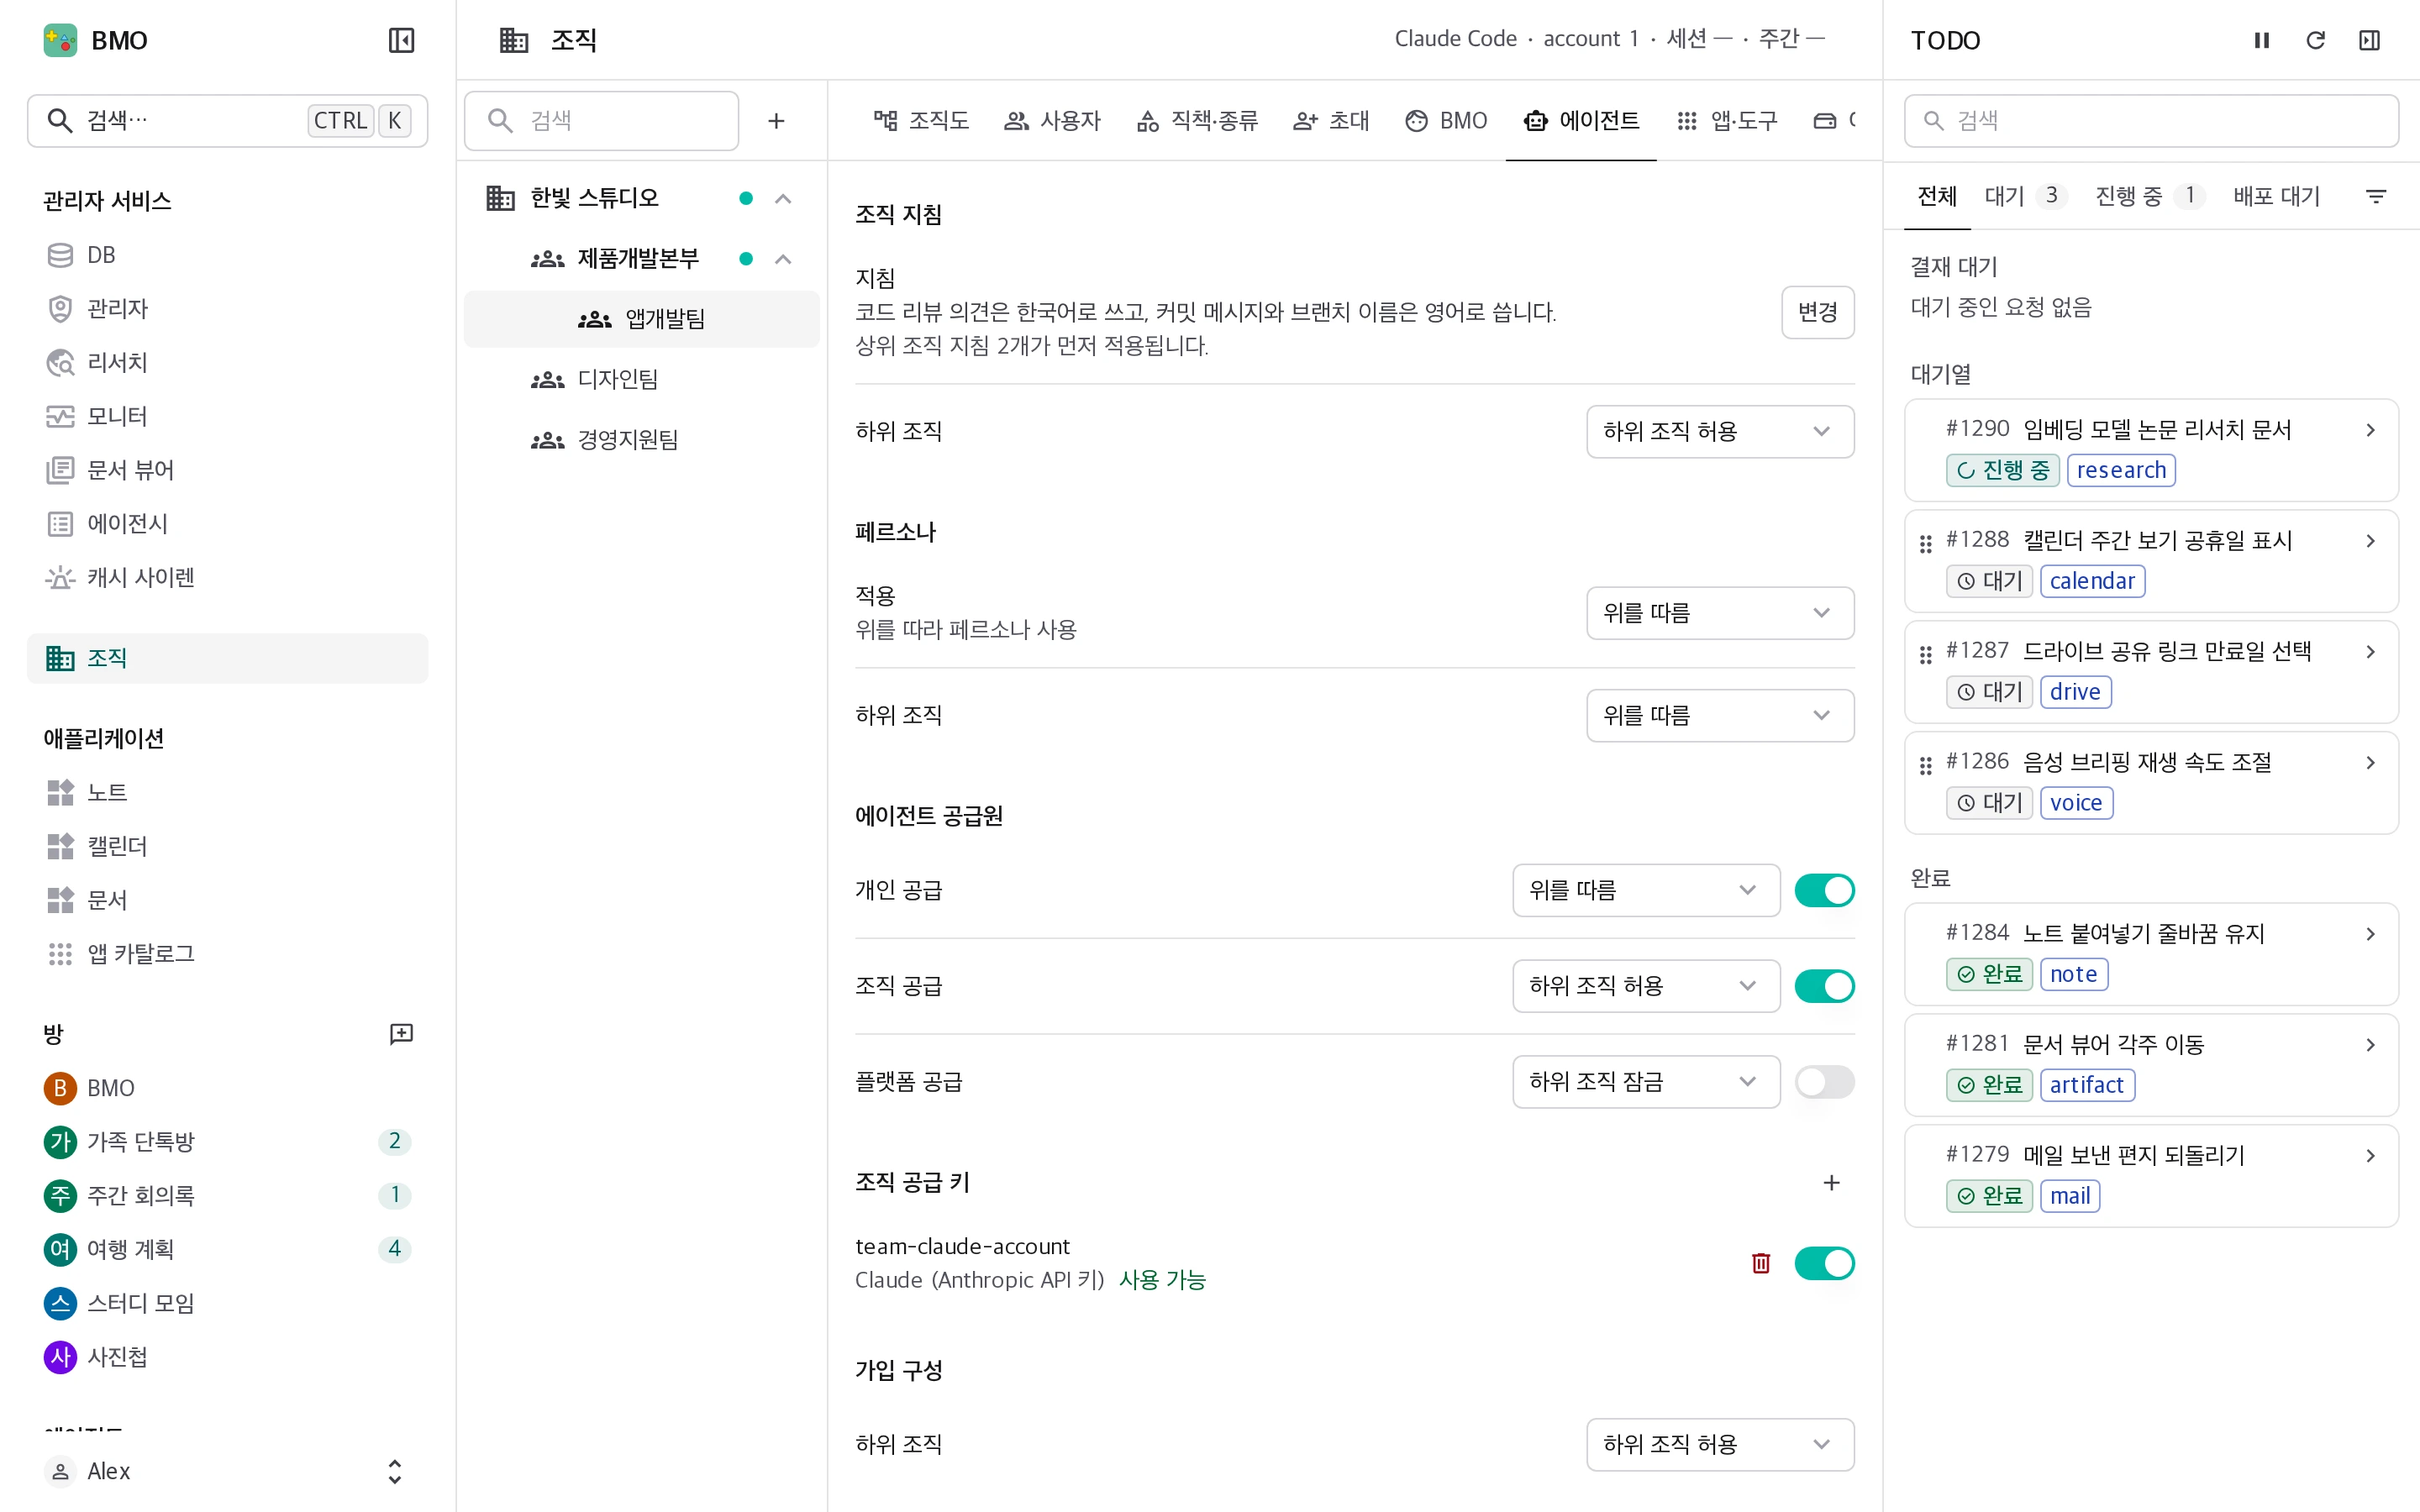 BMO
검색…
CTRL K
관리자 서비스
DB
관리자
리서치
모니터
문서 뷰어
에이전시
캐시 사이렌
조직
애플리케이션
노트
캘린더
문서
앱 카탈로그
방
B BMO
가 가족 단톡방 2
주 주간 회의록 1
여 여행 계획 4
스 스터디 모임
사 사진첩
Alex
조직
Claude Code · account 1 · 세션 — · 주간 —
검색
한빛 스튜디오
제품개발본부
앱개발팀
디자인팀
경영지원팀
조직도 사용자 직책·종류 초대 BMO 에이전트 앱·도구
조직 지침
지침
코드 리뷰 의견은 한국어로 쓰고, 커밋 메시지와 브랜치 이름은 영어로 씁니다.
상위 조직 지침 2개가 먼저 적용됩니다.
변경
하위 조직 하위 조직 허용
페르소나
적용
위를 따라 페르소나 사용
위를 따름
하위 조직 위를 따름
에이전트 공급원
개인 공급 위를 따름
조직 공급 하위 조직 허용
플랫폼 공급 하위 조직 잠금
조직 공급 키
team-claude-account
Claude (Anthropic API 키) 사용 가능
가입 구성
하위 조직 하위 조직 허용
TODO
검색
전체 대기 3 진행 중 1 배포 대기
결재 대기
대기 중인 요청 없음
대기열
#1290 임베딩 모델 논문 리서치 문서
진행 중 research
#1288 캘린더 주간 보기 공휴일 표시
대기 calendar
#1287 드라이브 공유 링크 만료일 선택
대기 drive
#1286 음성 브리핑 재생 속도 조절
대기 voice
완료
#1284 노트 붙여넣기 줄바꿈 유지
완료 note
#1281 문서 뷰어 각주 이동
완료 artifact
#1279 메일 보낸 편지 되돌리기
완료 mail